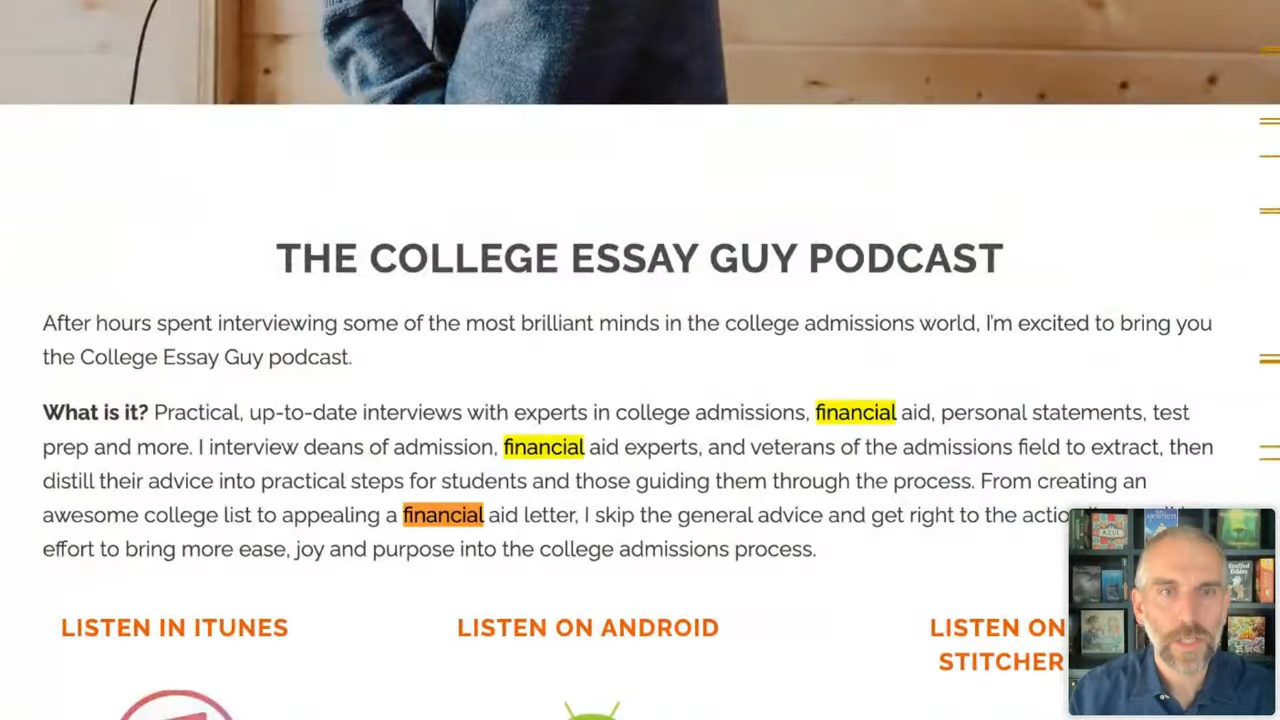 THE COLLEGE ESSAY GUY PODCAST
After hours spent interviewing some of the most brilliant minds in the college admissions world, I'm excited to bring you
the College Essay Guy podcast.
What is it? Practical, up-to-date interviews with experts in college admissions, financial aid, personal statements, test
prep and more. I interview deans of admission, financial aid experts, and veterans of the admissions field to extract, then
distill their advice into practical steps for students and those guiding them through the process. From creating an
awesome college list to appealing a financial aid letter, I skip the general advice and get right to the
effort to bring more ease, joy and purpose into the college admissions process.
LISTEN IN ITUNES
LISTEN ON ANDROID
LISTEN ON
STITCHER
AZUL